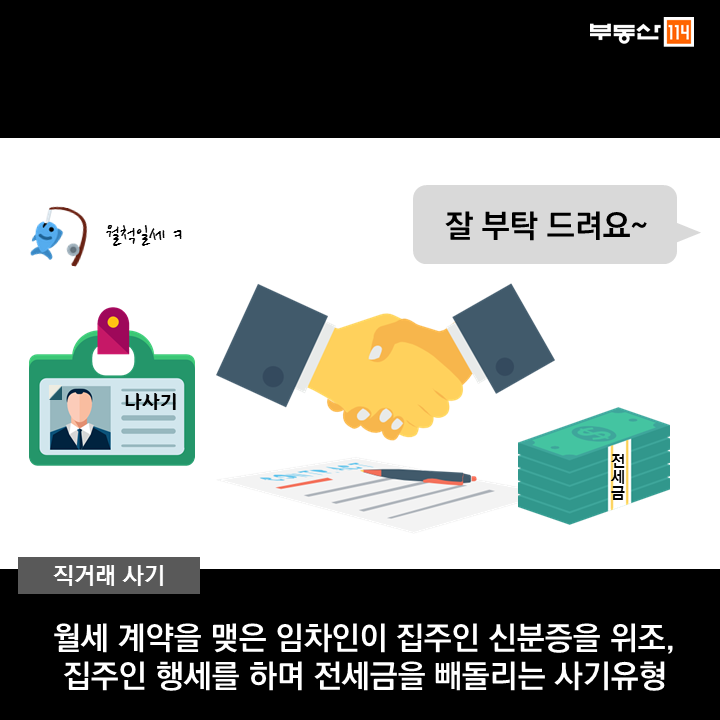 부동산 114
잘 부탁 드려요~
월척일세 ㅋ
나사기
CONTRACT
전세금
직거래 사기
월세 계약을 맺은 임차인이 집주인 신분증을 위조,
집주인 행세를 하며 전세금을 빼돌리는 사기유형